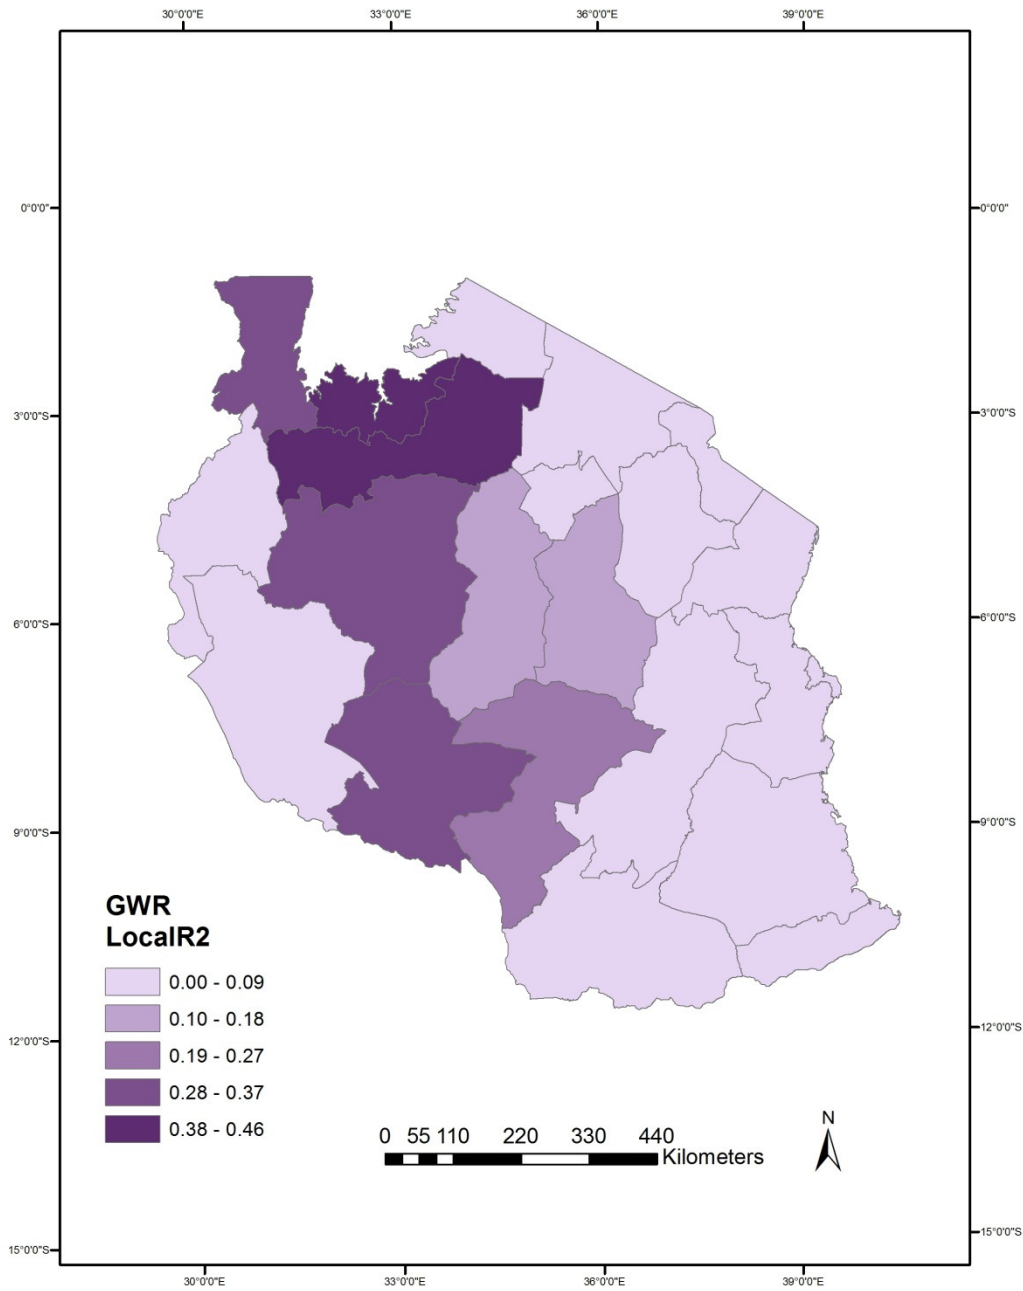 30°0'0"E 33°0'0"E 36°0'0"E 39°0'0"E
0°0'0" 0°0'0"
3°0'0"S 3°0'0"S
6°0'0"S 6°0'0"S
9°0'0"S 9°0'0"S
GWR
LocalR2
0.00 - 0.09
0.10 - 0.18
0.19 - 0.27
0.28 - 0.37
0.38 - 0.46
12°0'0"S 12°0'0"S
N
0 55 110 220 330 440
Kilometers
15°0'0"S 15°0'0"S
30°0'0"E 33°0'0"E 36°0'0"E 39°0'0"E